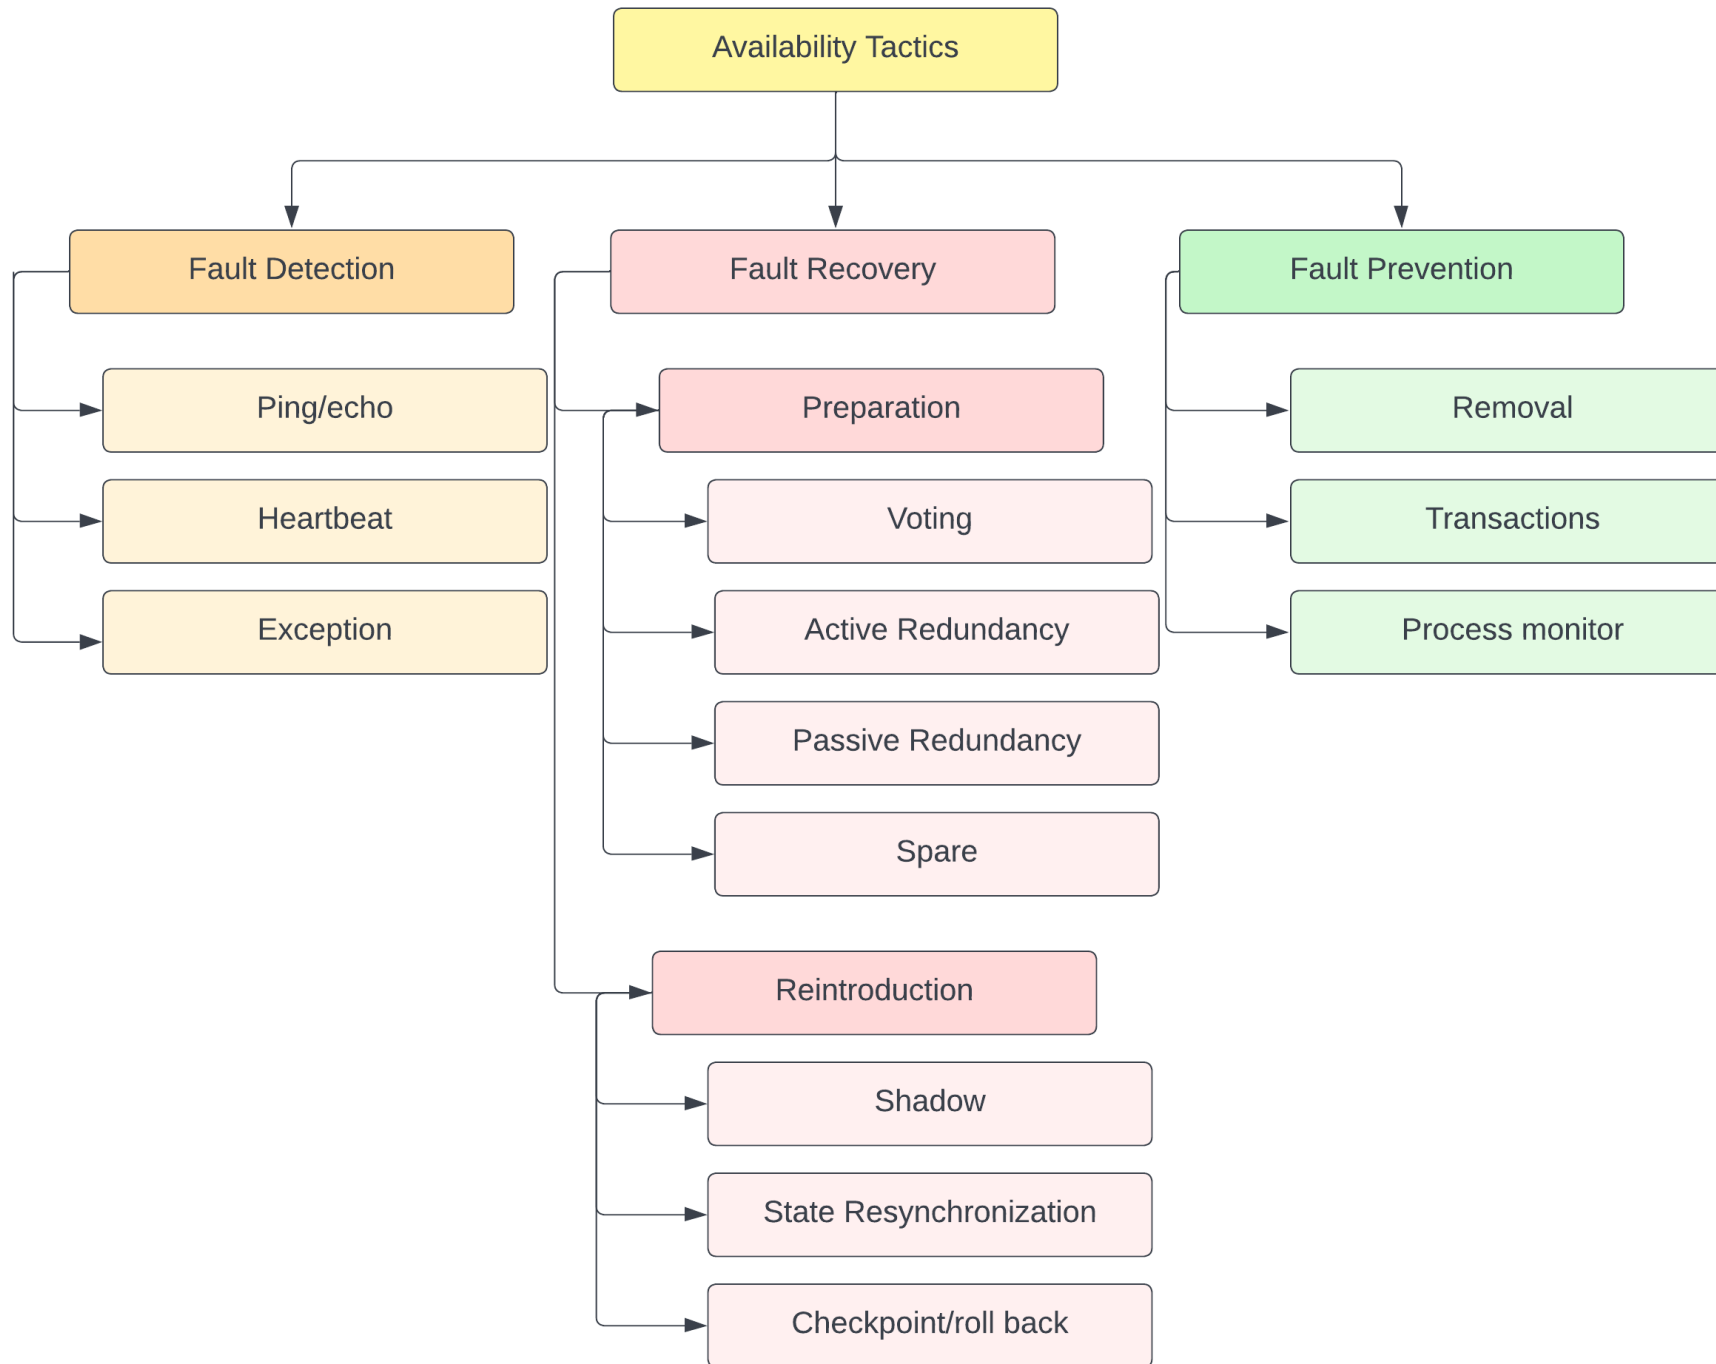 Availability Tactics
Fault Detection
Ping/echo
Heartbeat
Exception
Fault Recovery
Preparation
Voting
Active Redundancy
Passive Redundancy
Spare
Reintroduction
Shadow
State Resynchronization
Checkpoint/roll back
Fault Prevention
Removal
Transactions
Process monitor